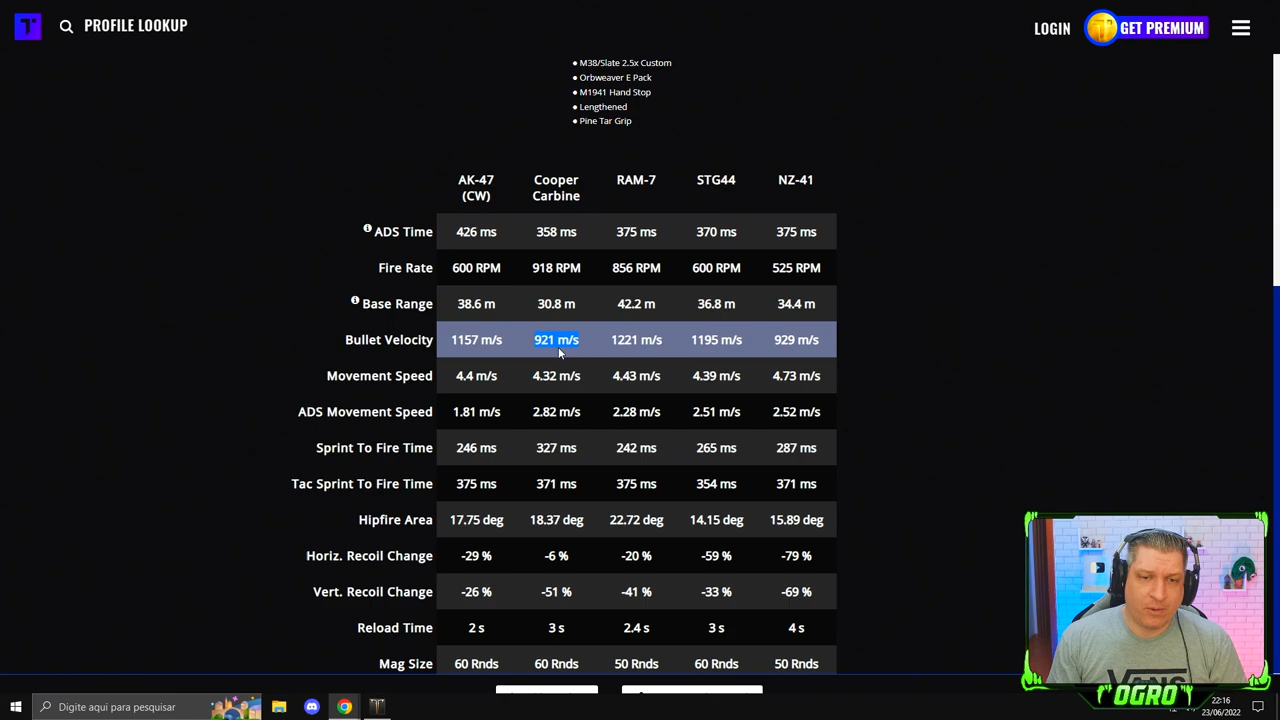 PROFILE LOOKUP
LOGIN
GET PREMIUM
● M38/Slate 2.5x Custom
● Orbweaver E Pack
● M1941 Hand Stop
● Lengthened
● Pine Tar Grip
AK-47 (CW) Cooper Carbine RAM-7 STG44 NZ-41
ADS Time 426 ms 358 ms 375 ms 370 ms 375 ms
Fire Rate 600 RPM 918 RPM 856 RPM 600 RPM 525 RPM
Base Range 38.6 m 30.8 m 42.2 m 36.8 m 34.4 m
Bullet Velocity 1157 m/s 921 m/s 1221 m/s 1195 m/s 929 m/s
Movement Speed 4.4 m/s 4.32 m/s 4.43 m/s 4.39 m/s 4.73 m/s
ADS Movement Speed 1.81 m/s 2.82 m/s 2.28 m/s 2.51 m/s 2.52 m/s
Sprint To Fire Time 246 ms 327 ms 242 ms 265 ms 287 ms
Tac Sprint To Fire Time 375 ms 371 ms 375 ms 354 ms 371 ms
Hipfire Area 17.75 deg 18.37 deg 22.72 deg 14.15 deg 15.89 deg
Horiz. Recoil Change -29 % -6 % -20 % -59 % -79 %
Vert. Recoil Change -26 % -51 % -41 % -33 % -69 %
Reload Time 2 s 3 s 2.4 s 3 s 4 s
Mag Size 60 Rnds 60 Rnds 50 Rnds 60 Rnds 50 Rnds
VANS
OGRO
Digite aqui para pesquisar
22:16
23/06/2022